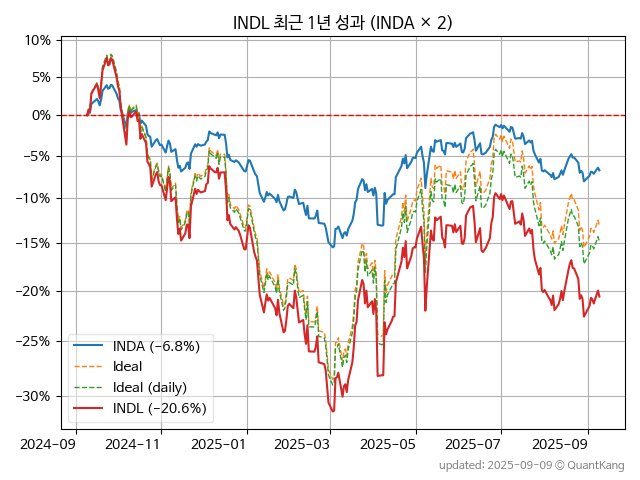 INDL 최근 1년 성과 (INDA × 2)
10%
5%
0%
−5%
−10%
−15%
−20%
−25%
−30%
INDA (−6.8%)
Ideal
Ideal (daily)
INDL (−20.6%)
2024−09 2024−11 2025−01 2025−03 2025−05 2025−07 2025−09
updated: 2025-09-09 © QuantKang